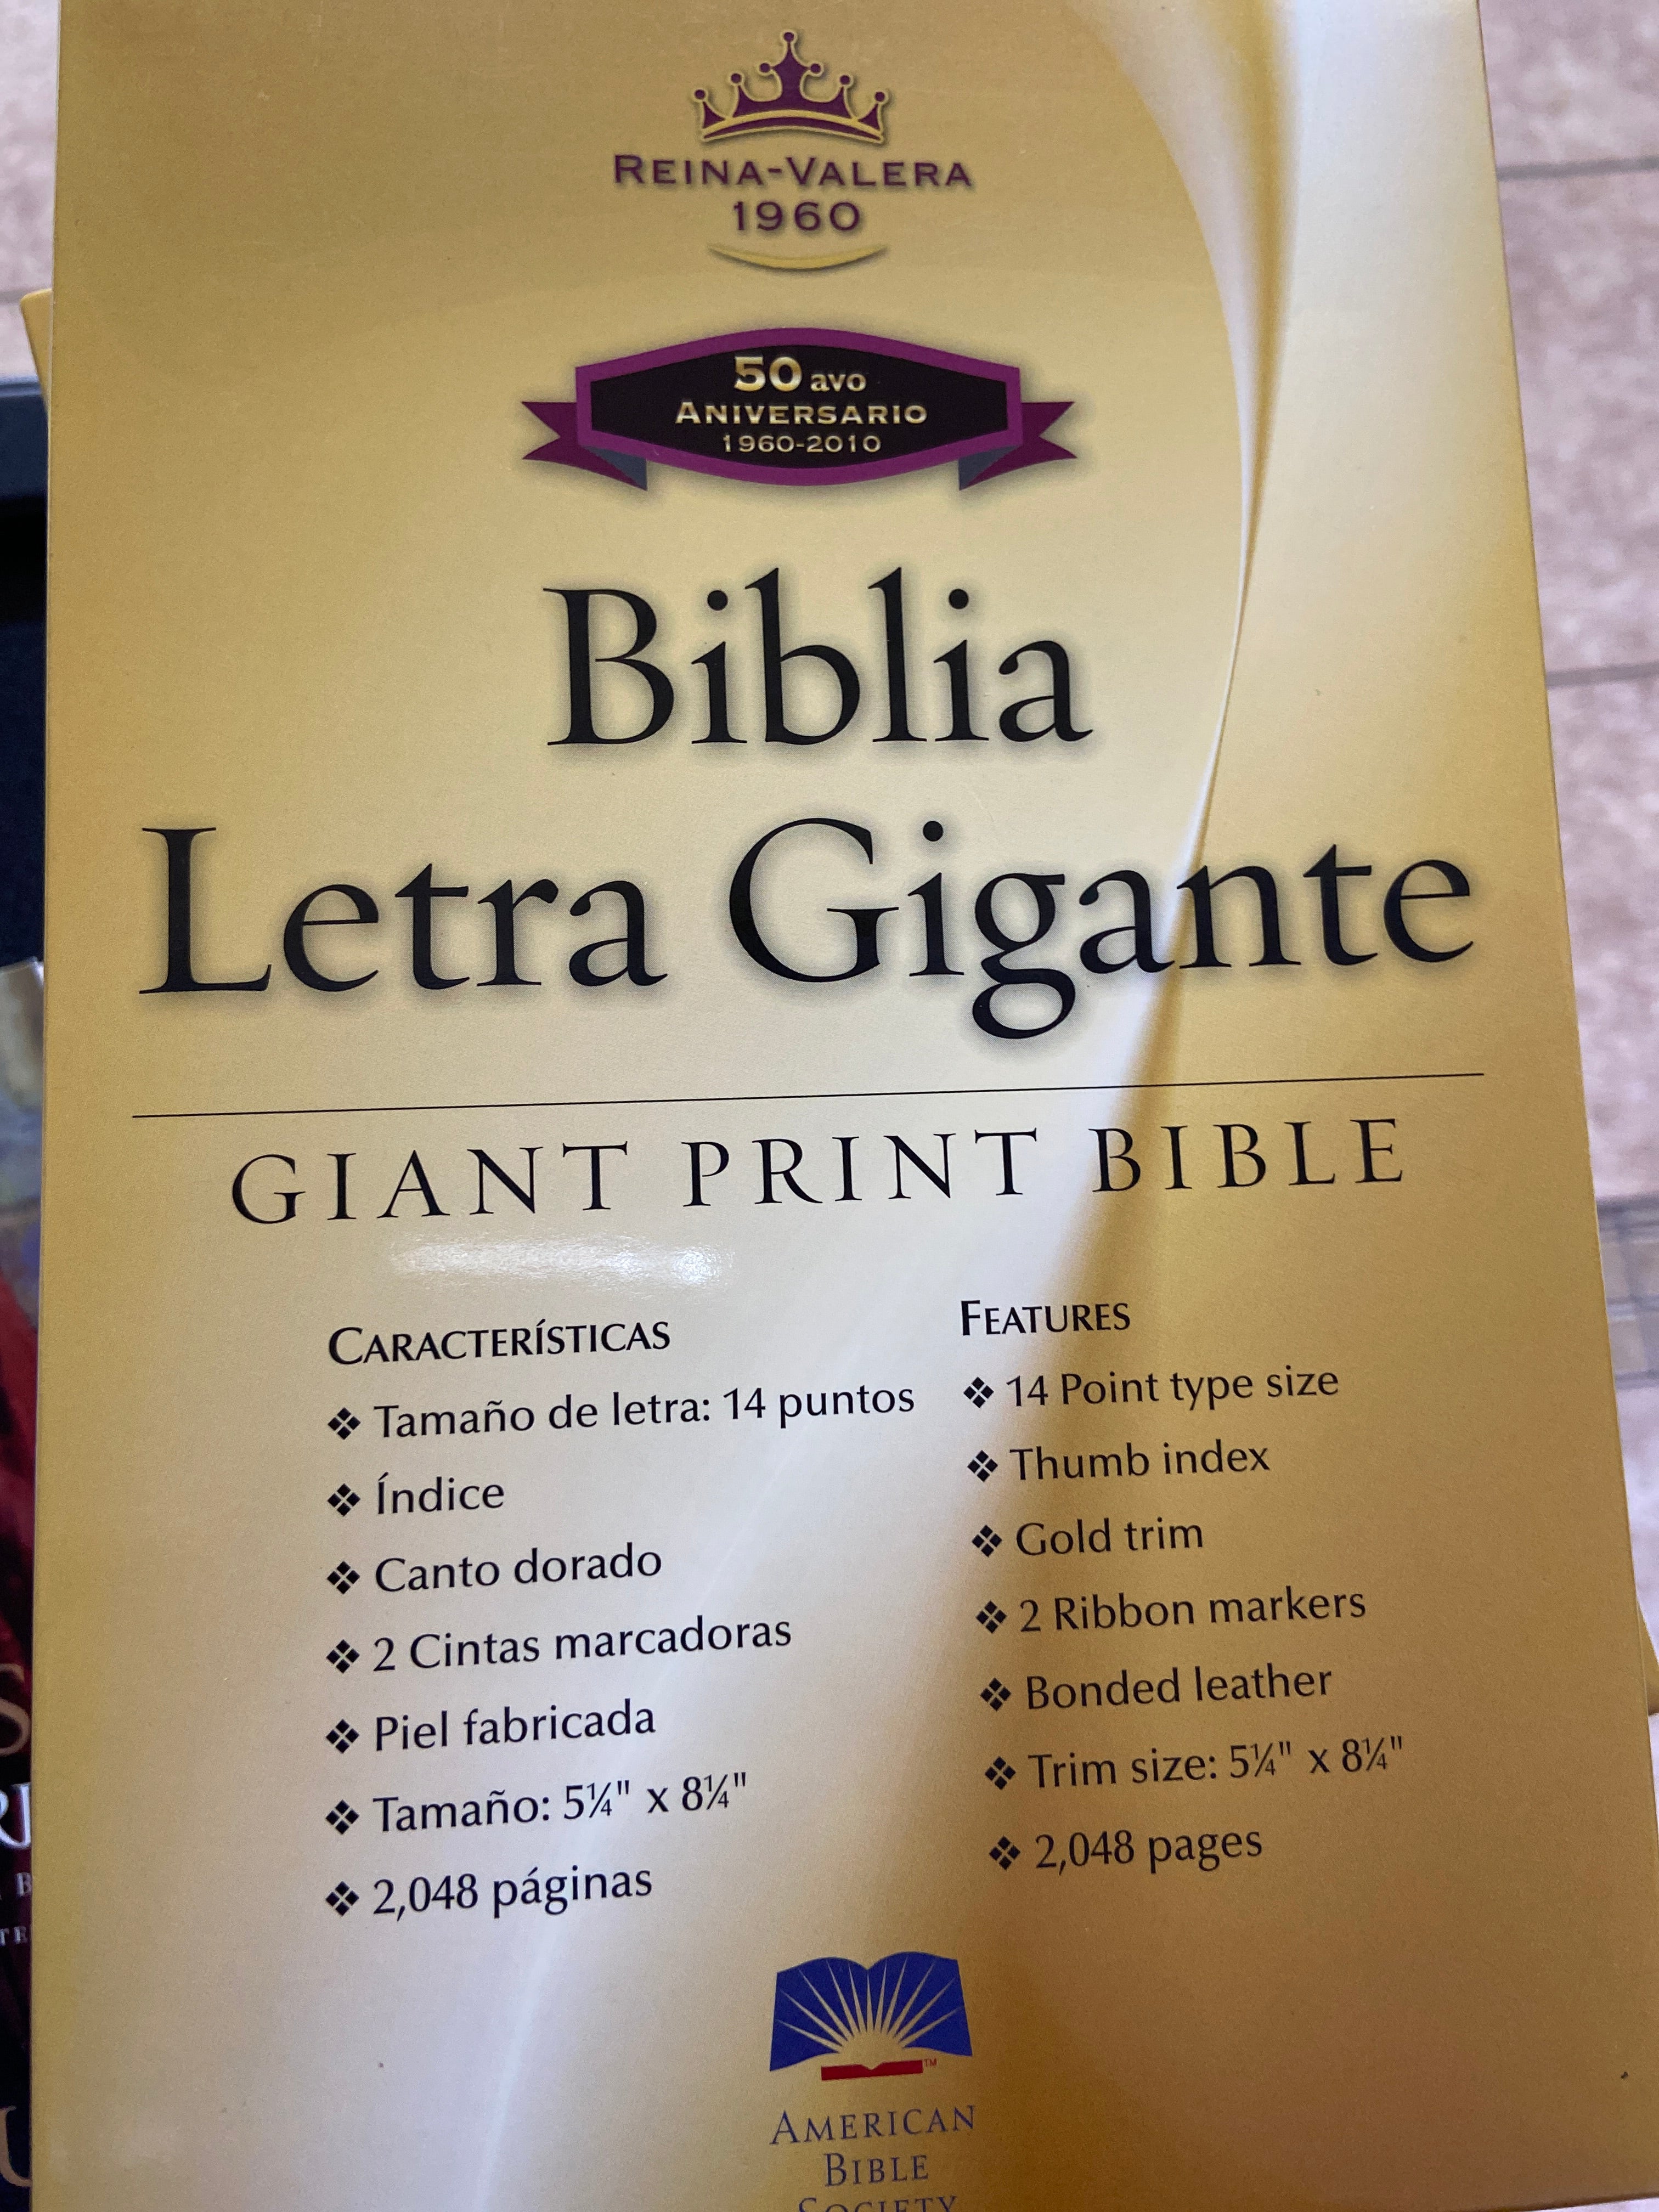 REINA-VALERA
1960
50 avo
ANIVERSARIO
1960-2010
Biblia
Letra Gigante
GIANT PRINT BIBLE
CARACTERÍSTICAS
❖ Tamaño de letra: 14 puntos
❖ Índice
❖ Canto dorado
❖ 2 Cintas marcadoras
❖ Piel fabricada
❖ Tamaño: 5¼" x 8¼"
❖ 2,048 páginas
FEATURES
❖ 14 Point type size
❖ Thumb index
❖ Gold trim
❖ 2 Ribbon markers
❖ Bonded leather
❖ Trim size: 5¼" x 8¼"
❖ 2,048 pages
TM
AMERICAN
BIBLE
SOCIETY